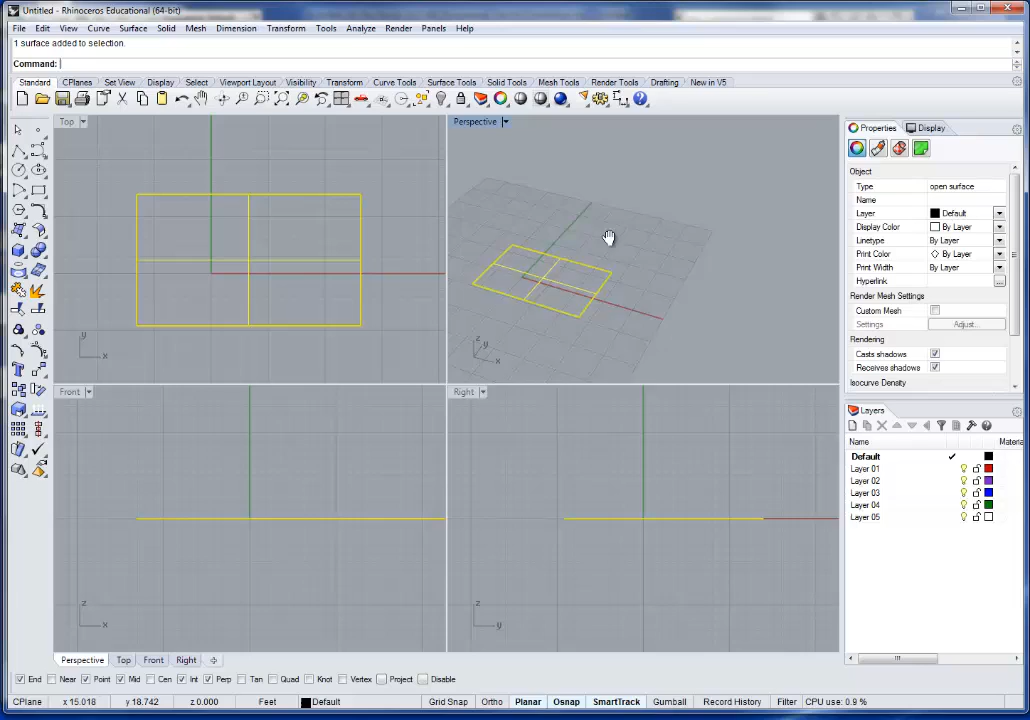 Untitled - Rhinoceros Educational (64-bit)
File Edit View Curve Surface Solid Mesh Dimension Transform Tools Analyze Render Panels Help
1 surface added to selection.
Command:
Standard CPlanes Set View Display Select Viewport Layout Visibility Transform Curve Tools Surface Tools Solid Tools Mesh Tools Render Tools Drafting New in V5
Top
Perspective
Properties Display
Object
Type open surface
Name
Layer Default
Display Color By Layer
Linetype By Layer
Print Color By Layer
Print Width By Layer
Hyperlink ...
Render Mesh Settings
Custom Mesh
Settings Adjust...
Rendering
Casts shadows
Receives shadows
Isocurve Density
y
x
z
y
x
Front
Right
z
x
z
y
Layers
Name Materia
Default
Layer 01
Layer 02
Layer 03
Layer 04
Layer 05
Perspective Top Front Right
End Near Point Mid Cen Int Perp Tan Quad Knot Vertex Project Disable
CPlane x 15.018 y 18.742 z 0.000 Feet Default Grid Snap Ortho Planar Osnap SmartTrack Gumball Record History Filter CPU use: 0.9 %